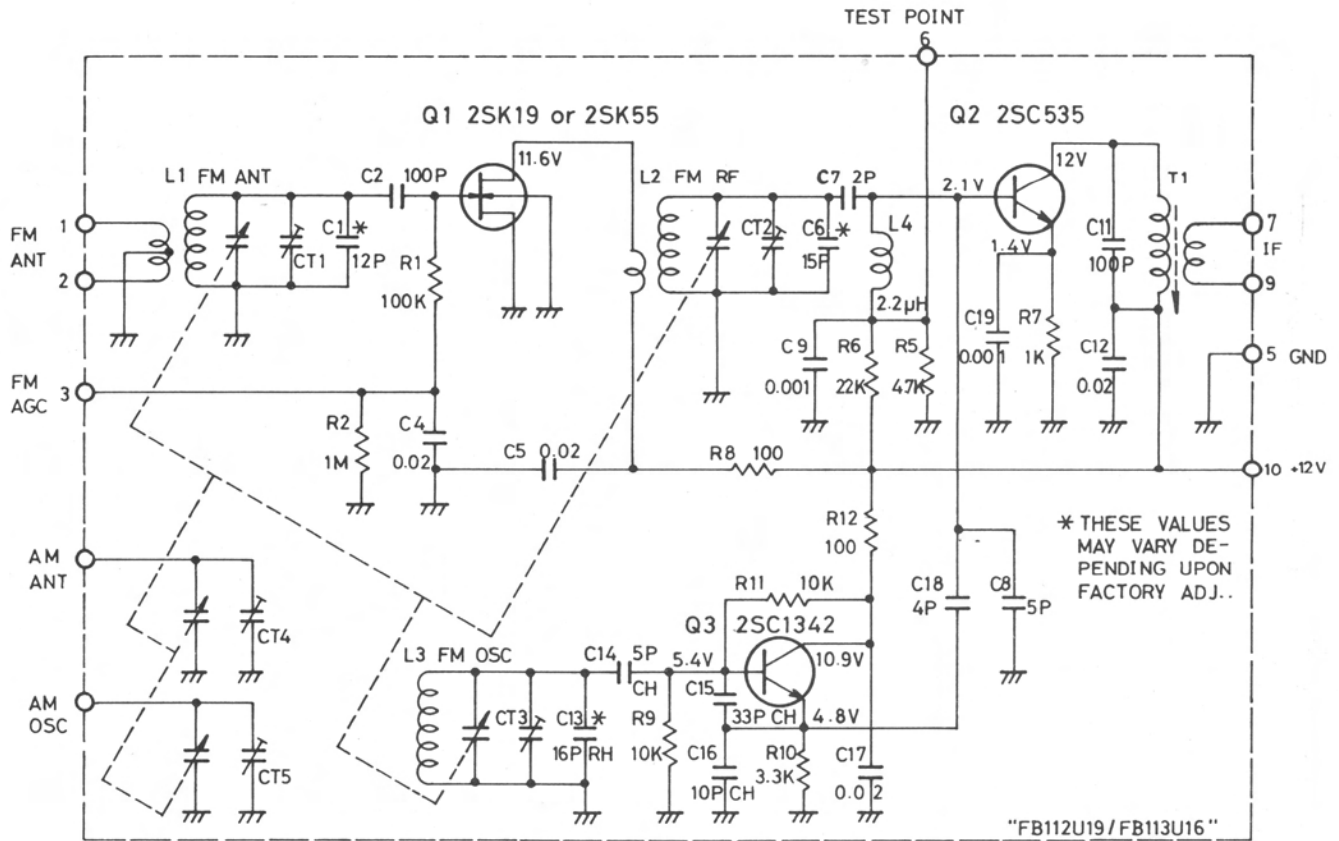 TEST POINT
6
Q1 2SK19 or 2SK55
Q2 2SC535
11.6V
12V
L1 FM ANT
C2 100P
L2 FM RF
C7 2P
2.1V
T1
1
FM
ANT
2
C1 *
12P
CT1
R1
100K
CT2
C6 *
15P
L4
2.2μH
1.4V
C11
100P
7
IF
9
C9
0.001
R6
22K
R5
4.7K
C19
0.001
R7
1K
C12
0.02
5 GND
FM
AGC
3
R2
1M
C4
0.02
C5 0.02
R8 100
10 +12V
R12
100
* THESE VALUES
MAY VARY DE-
PENDING UPON
FACTORY ADJ..
AM
ANT
CT4
R11 10K
C18
4P
C8
5P
Q3 2SC1342
L3 FM OSC
C14 5P
CH
5.4V
10.9V
AM
OSC
CT5
CT3
C13 *
16P RH
R9
10K
C15
33P CH
4.8V
C16
10P CH
R10
3.3K
C17
0.02
"FB112U19/FB113U16"